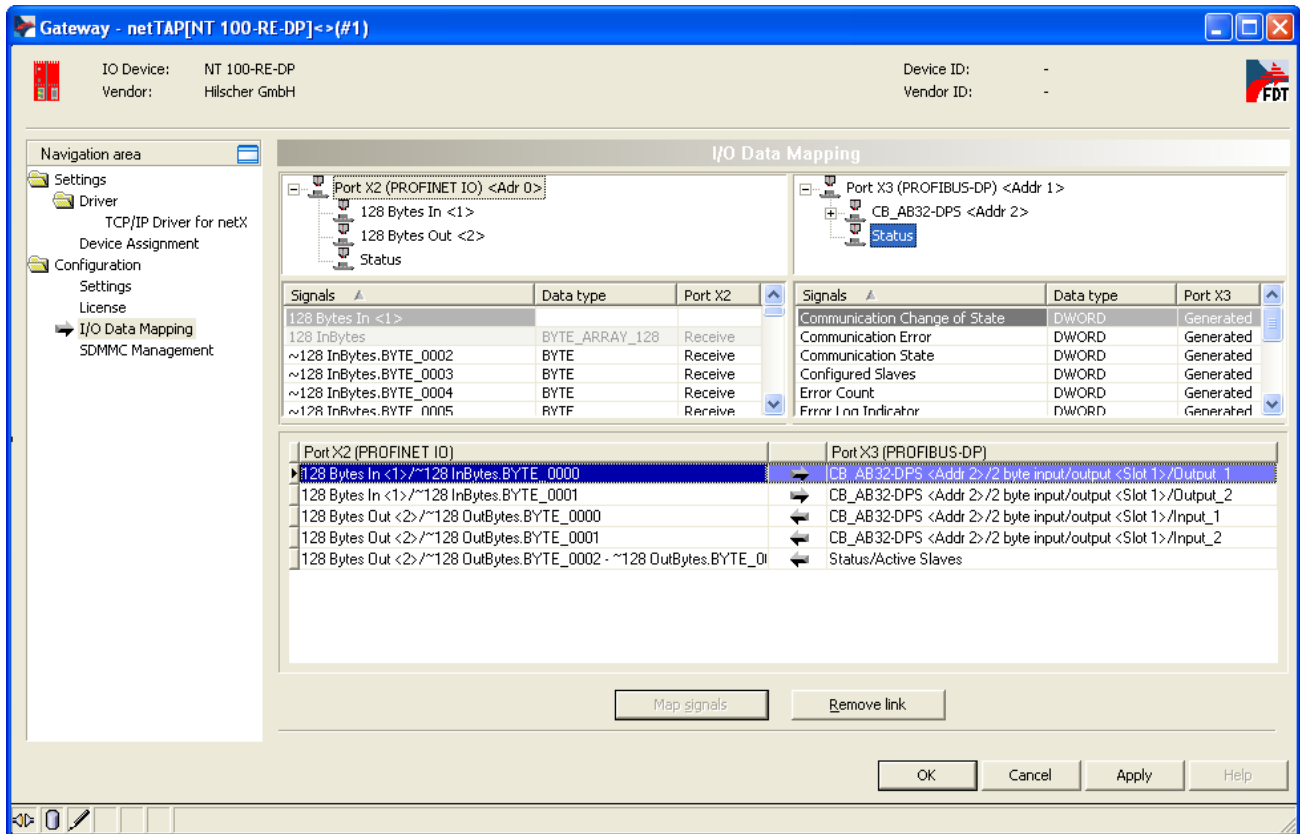 Gateway - netTAP[NT 100-RE-DP]<>(#1)
IO Device: NT 100-RE-DP Device ID: -
Vendor: Hilscher GmbH Vendor ID: -
FDT
Navigation area
Settings
Driver
TCP/IP Driver for netX
Device Assignment
Configuration
Settings
License
I/O Data Mapping
SDMMC Management
I/O Data Mapping
Port X2 (PROFINET IO) <Adr 0>
128 Bytes In <1>
128 Bytes Out <2>
Status
Port X3 (PROFIBUS-DP) <Addr 1>
CB_AB32-DPS <Addr 2>
Status
Signals Data type Port X2
128 Bytes In <1>
128 InBytes BYTE_ARRAY_128 Receive
~128 InBytes.BYTE_0002 BYTE Receive
~128 InBytes.BYTE_0003 BYTE Receive
~128 InBytes.BYTE_0004 BYTE Receive
~128 InBytes.BYTE_0005 BYTE Receive
Signals Data type Port X3
Communication Change of State DWORD Generated
Communication Error DWORD Generated
Communication State DWORD Generated
Configured Slaves DWORD Generated
Error Count DWORD Generated
Error Log Indicator DWORD Generated
Port X2 (PROFINET IO) Port X3 (PROFIBUS-DP)
128 Bytes In <1>/~128 InBytes.BYTE_0000 CB_AB32-DPS <Addr 2>/2 byte input/output <Slot 1>/Output_1
128 Bytes In <1>/~128 InBytes.BYTE_0001 CB_AB32-DPS <Addr 2>/2 byte input/output <Slot 1>/Output_2
128 Bytes Out <2>/~128 OutBytes.BYTE_0000 CB_AB32-DPS <Addr 2>/2 byte input/output <Slot 1>/Input_1
128 Bytes Out <2>/~128 OutBytes.BYTE_0001 CB_AB32-DPS <Addr 2>/2 byte input/output <Slot 1>/Input_2
128 Bytes Out <2>/~128 OutBytes.BYTE_0002 - ~128 OutBytes.BYTE_0 Status/Active Slaves
Map signals Remove link
OK Cancel Apply Help